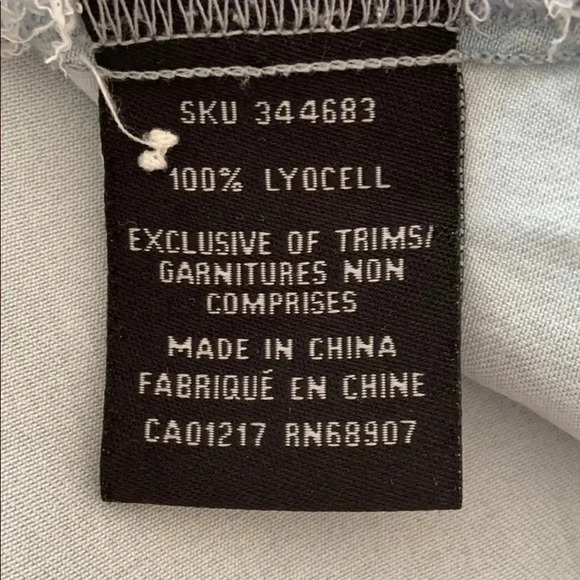 SKU 344683
100% LYOCELL
EXCLUSIVE OF TRIMS/
GARNITURES NON
COMPRISES
MADE IN CHINA
FABRIQUÉ EN CHINE
CA01217 RN68907